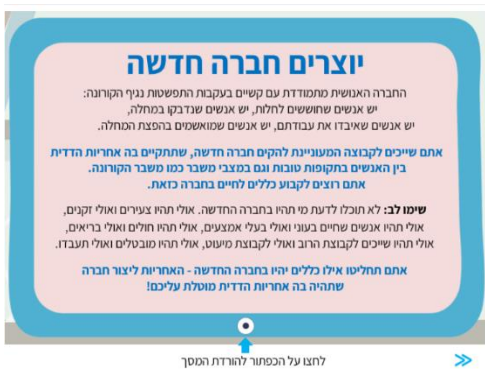 יוצרים חברה חדשה
החברה האנושית מתמודדת עם קשיים בעקבות התפשטות נגיף הקורונה:
יש אנשים שחוששים לחלות, יש אנשים שנדבקו במחלה,
יש אנשים שאיבדו את עבודתם, יש אנשים שמואשמים בהפצת המחלה.
אתם שייכים לקבוצה המעוניינת להקים חברה חדשה, שתתקיים בה אחריות הדדית
בין האנשים בתקופות טובות וגם במצבי משבר כמו משבר הקורונה.
אתם רוצים לקבוע כללים לחיים בחברה כזאת.
שימו לב: לא תוכלו לדעת מי תהיו בחברה החדשה. אולי תהיו צעירים ואולי זקנים,
אולי תהיו אנשים שחיים בעוני ואולי בעלי אמצעים, אולי תהיו חולים ואולי בריאים,
אולי תהיו שייכים לקבוצת הרוב ואולי לקבוצת מיעוט, אולי תהיו מובטלים ואולי תעבדו.
אתם תחליטו אילו כללים יהיו בחברה החדשה - האחריות ליצור חברה
שתהיה בה אחריות הדדית מוטלת עליכם!
לחצו על הכפתור להורדת המסך